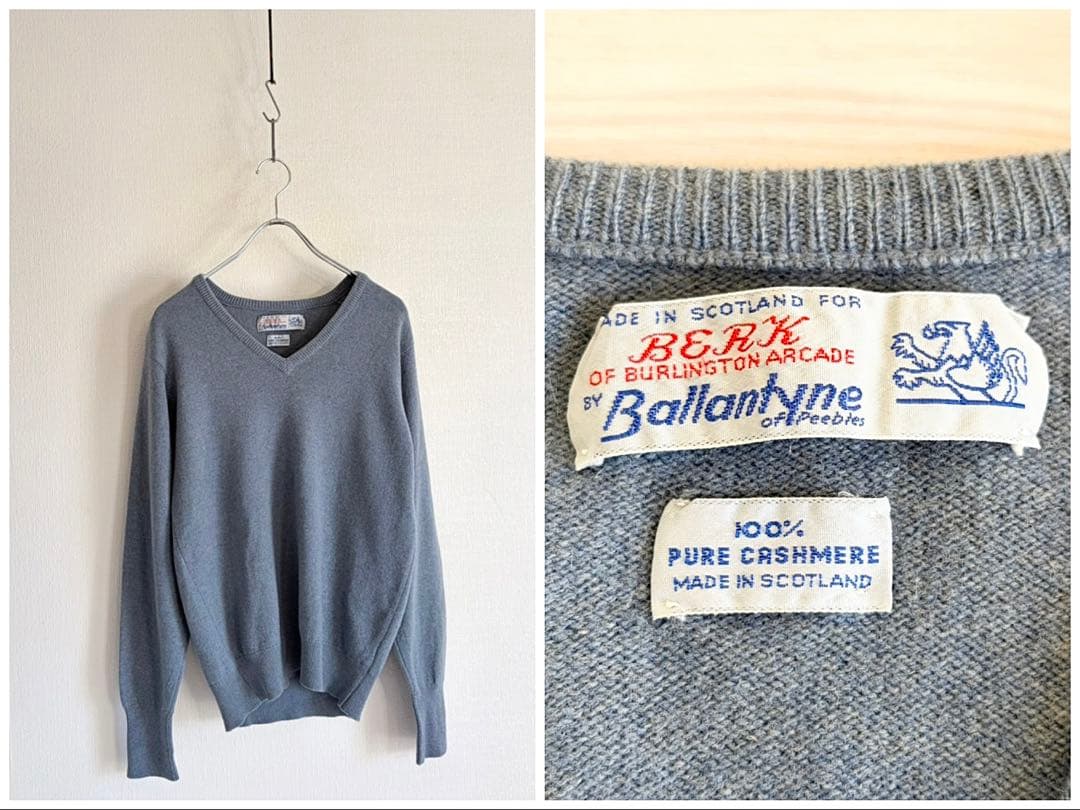 ADE IN SCOTLAND FOR
BERK
OF BURLINGTON ARCADE
BY Ballantyne
of Peebles
100%
PURE CASHMERE
MADE IN SCOTLAND